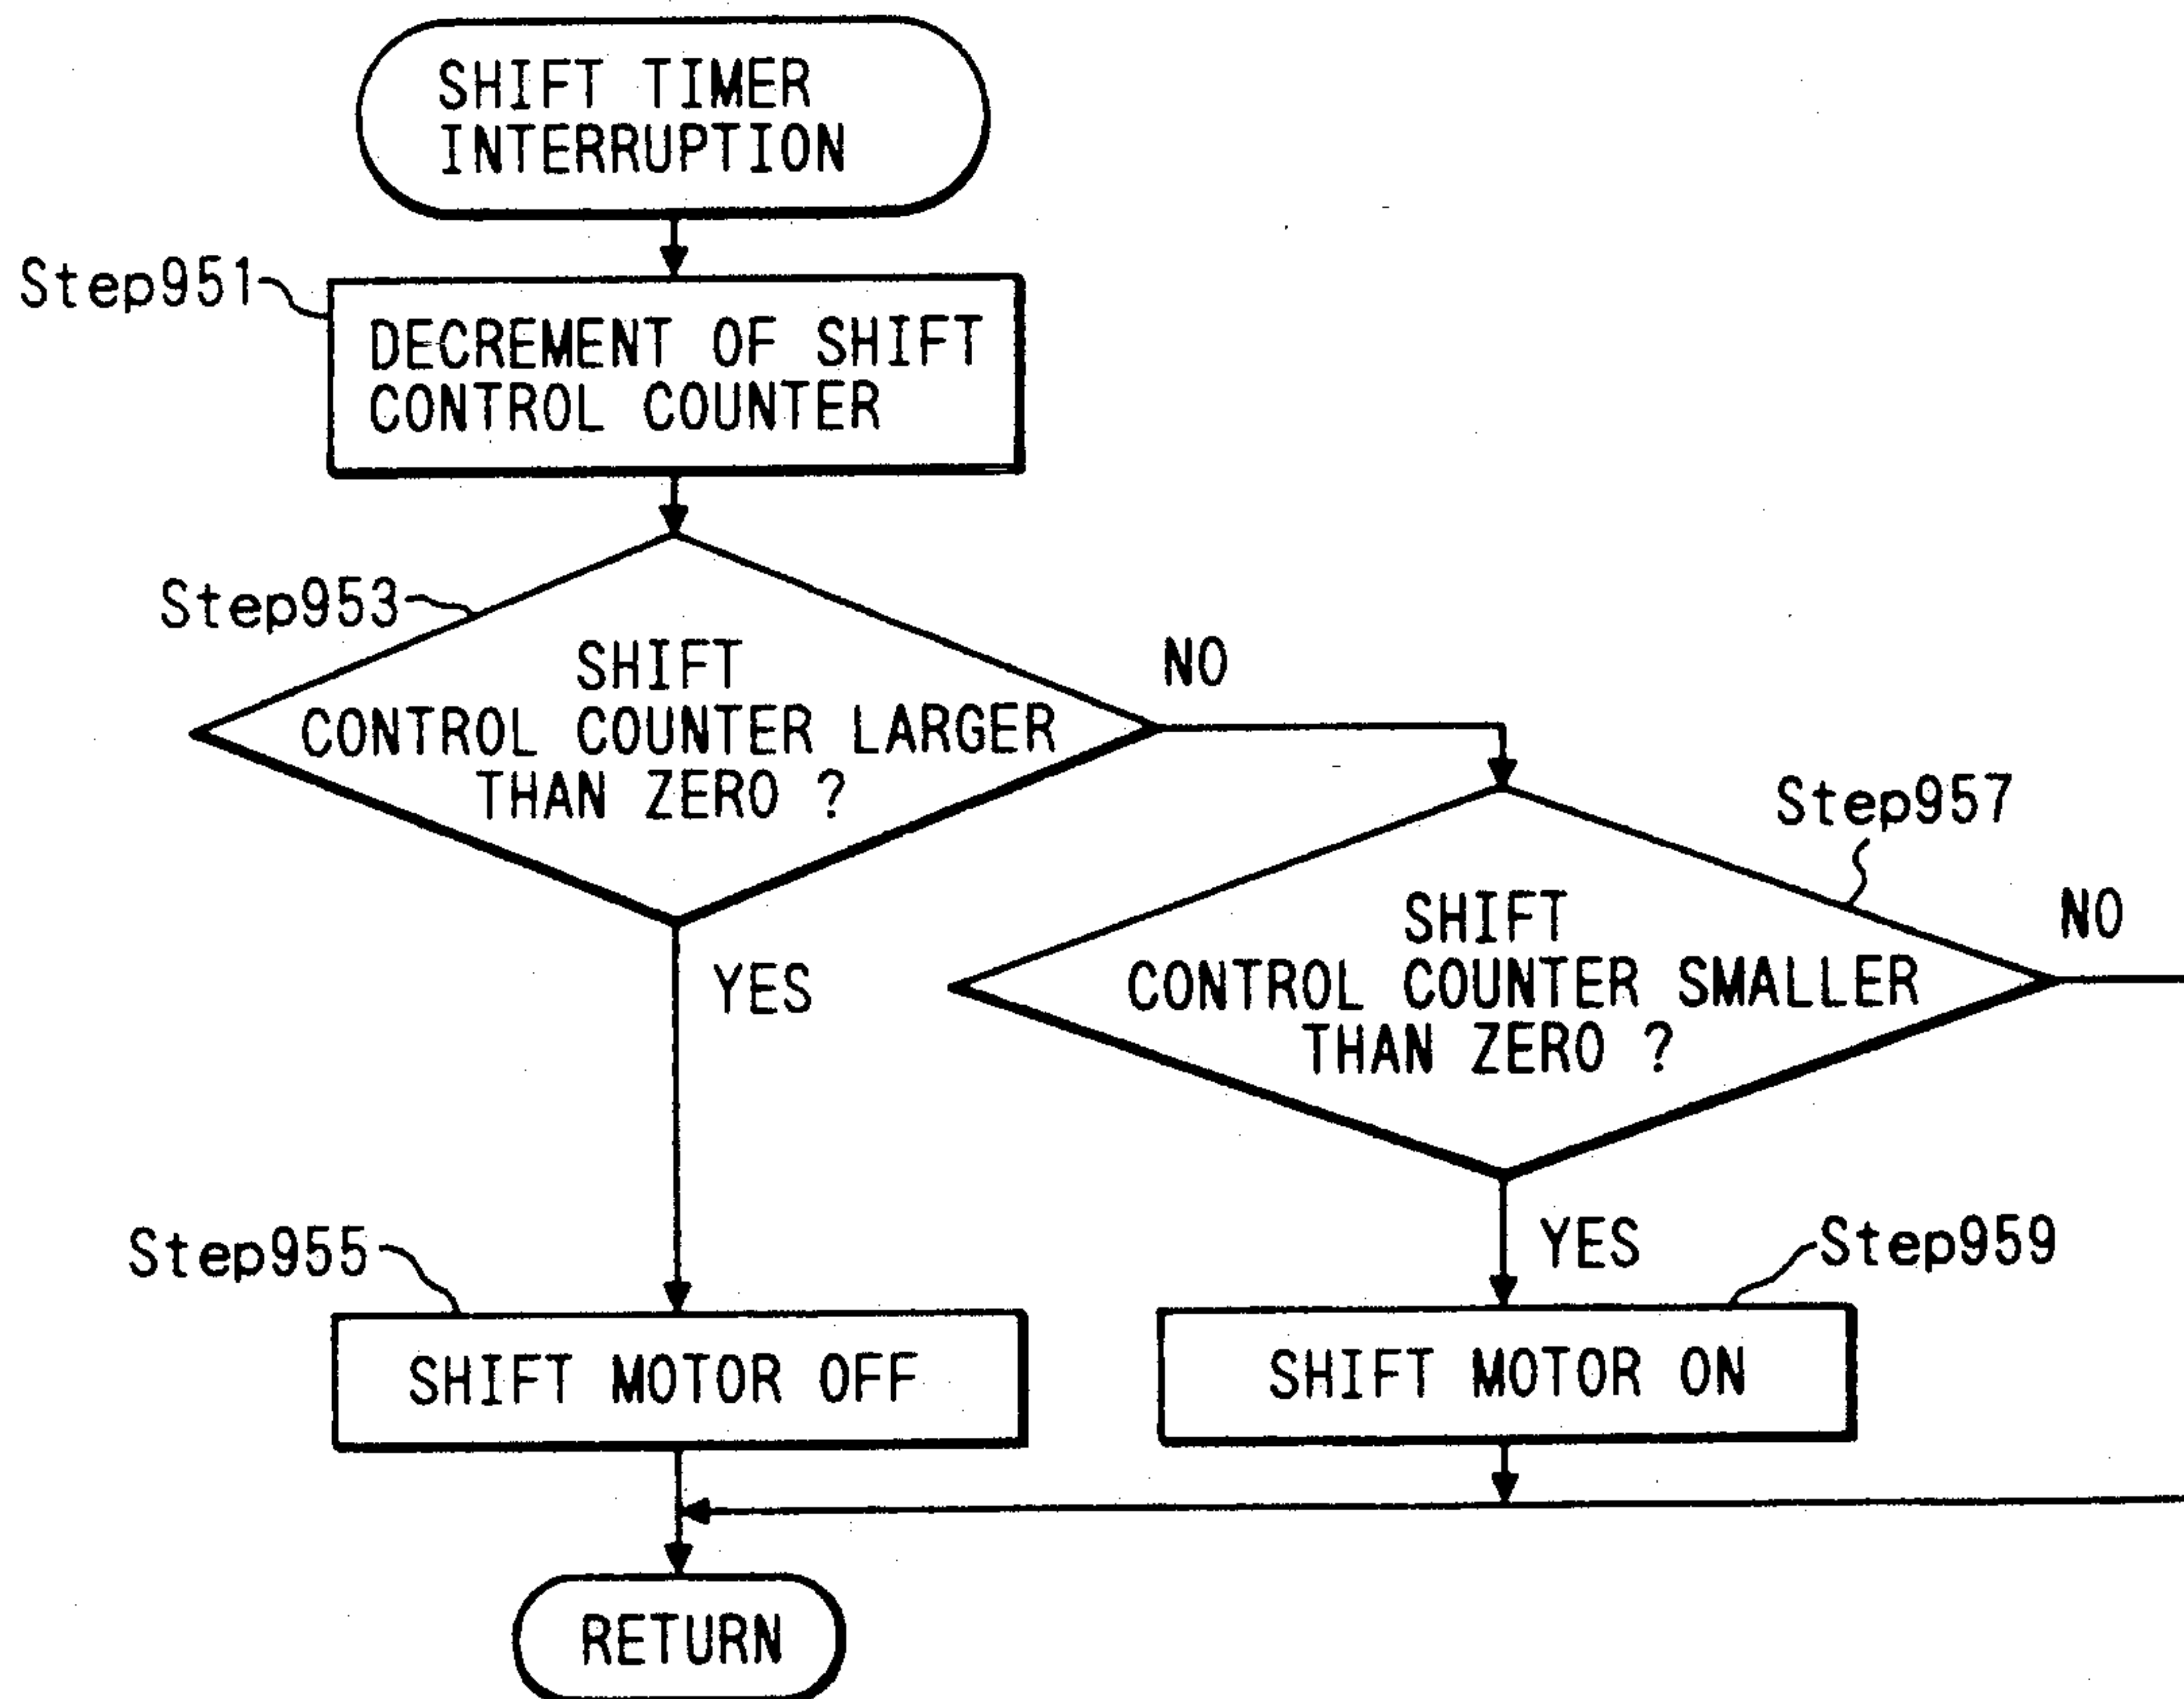 SHIFT TIMER
INTERRUPTION
Step951
DECREMENT OF SHIFT
CONTROL COUNTER
Step953
SHIFT
CONTROL COUNTER LARGER
THAN ZERO ?
NO
YES
Step957
SHIFT
CONTROL COUNTER SMALLER
THAN ZERO ?
NO
YES
Step955
SHIFT MOTOR OFF
Step959
SHIFT MOTOR ON
RETURN